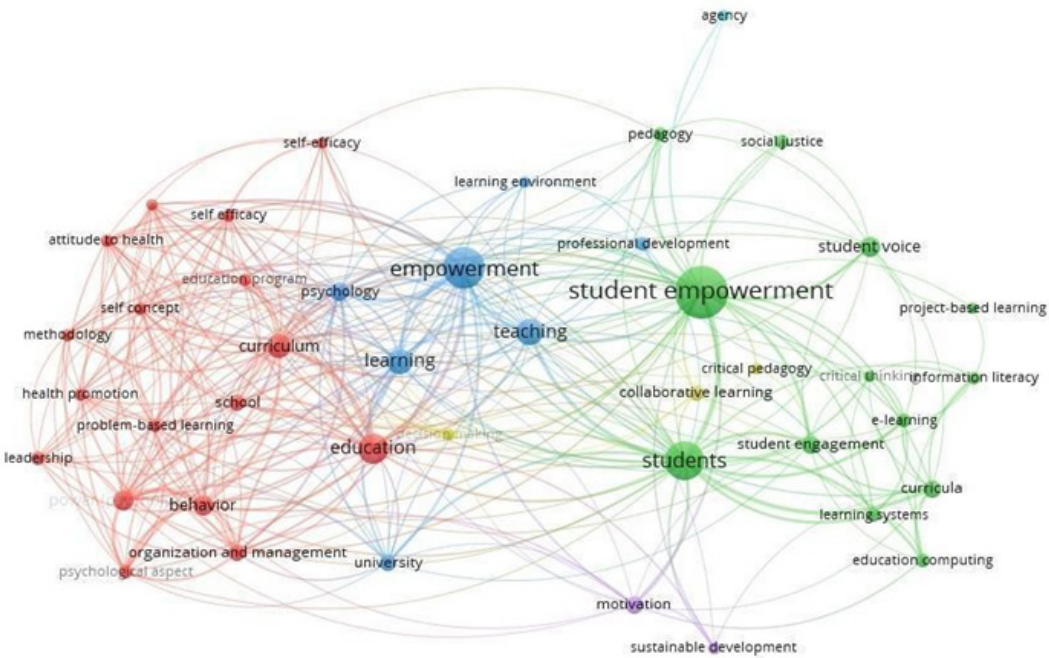 agency
pedagogy
social justice
self-efficacy
learning environment
self efficacy
attitude to health
professional development
student voice
empowerment
education program
psychology
student empowerment
self concept
project-based learning
methodology
teaching
curriculum
learning
critical pedagogy
critical thinking
information literacy
health promotion
collaborative learning
school
problem-based learning
e-learning
education
student engagement
leadership
students
curricula
behavior
learning systems
organization and management
university
education computing
psychological aspect
motivation
sustainable development